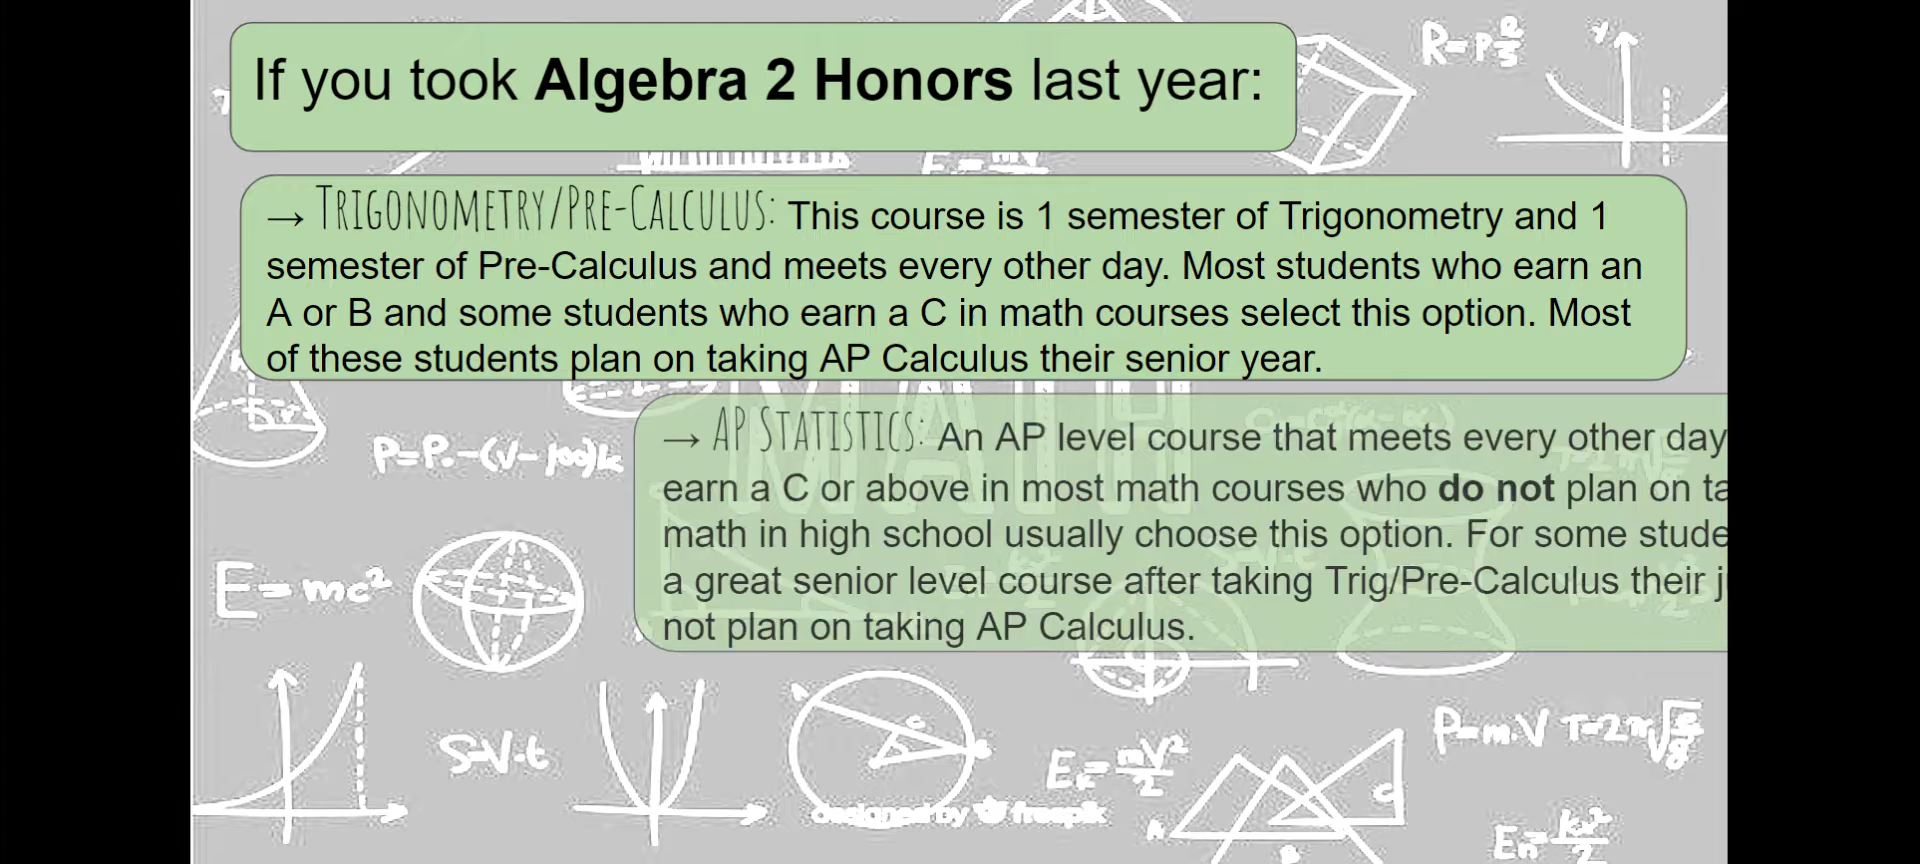 If you took Algebra 2 Honors last year:
→ TRIGONOMETRY/PRE-CALCULUS: This course is 1 semester of Trigonometry and 1
semester of Pre-Calculus and meets every other day. Most students who earn an
A or B and some students who earn a C in math courses select this option. Most
of these students plan on taking AP Calculus their senior year.
→ AP STATISTICS: An AP level course that meets every other day
earn a C or above in most math courses who do not plan on ta
math in high school usually choose this option. For some stude
a great senior level course after taking Trig/Pre-Calculus their j
not plan on taking AP Calculus.
MATH
P=P.-(V-100)k
E=mc²
S=V·t
designed by freepik
Eₖ=mV²/2
P=m.V